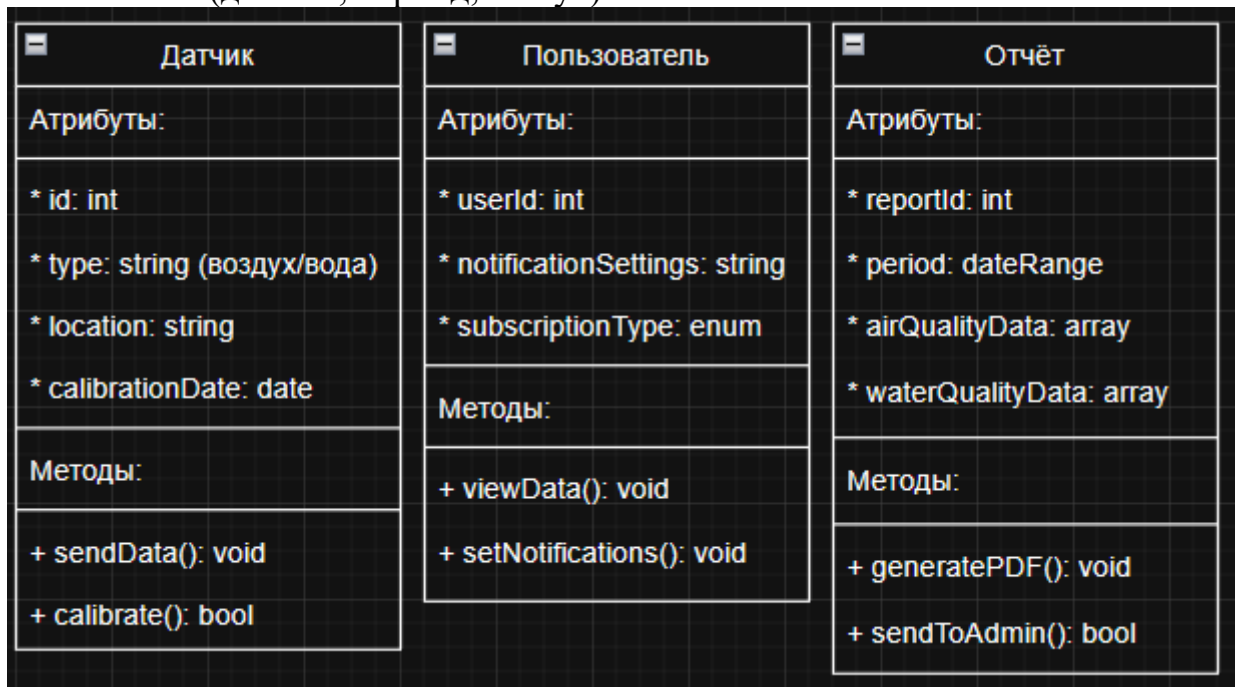 Датчик
Атрибуты:
* id: int
* type: string (воздух/вода)
* location: string
* calibrationDate: date
Методы:
+ sendData(): void
+ calibrate(): bool
Пользователь
Атрибуты:
* userId: int
* notificationSettings: string
* subscriptionType: enum
Методы:
+ viewData(): void
+ setNotifications(): void
Отчёт
Атрибуты:
* reportId: int
* period: dateRange
* airQualityData: array
* waterQualityData: array
Методы:
+ generatePDF(): void
+ sendToAdmin(): bool